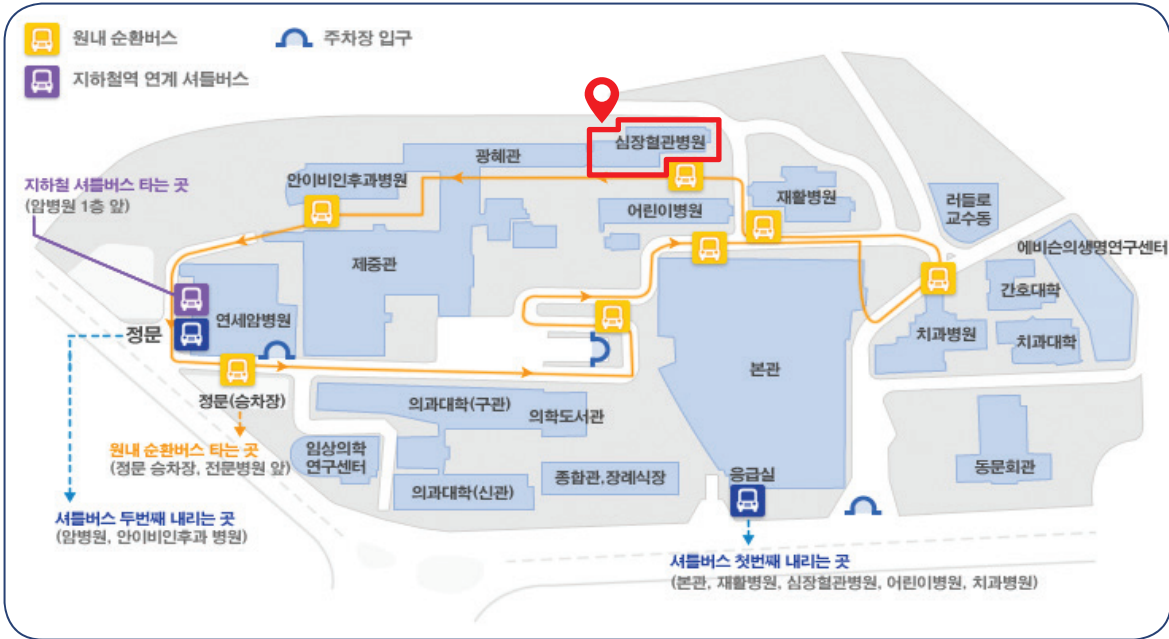 원내 순환버스
주차장 입구
지하철역 연계 셔틀버스
심장혈관병원
광혜관
안이비인후과병원
지하철 셔틀버스 타는 곳
(암병원 1층 앞)
재활병원
러들로
교수동
어린이병원
에비슨의생명연구센터
제중관
간호대학
연세암병원
정문
치과병원
치과대학
본관
정문(승차장)
의과대학(구관)
의학도서관
원내 순환버스 타는 곳
(정문 승차장, 전문병원 앞)
임상의학
연구센터
의과대학(신관)
종합관,장례식장
응급실
동문회관
셔틀버스 두번째 내리는 곳
(암병원, 안이비인후과 병원)
셔틀버스 첫번째 내리는 곳
(본관, 재활병원, 심장혈관병원, 어린이병원, 치과병원)